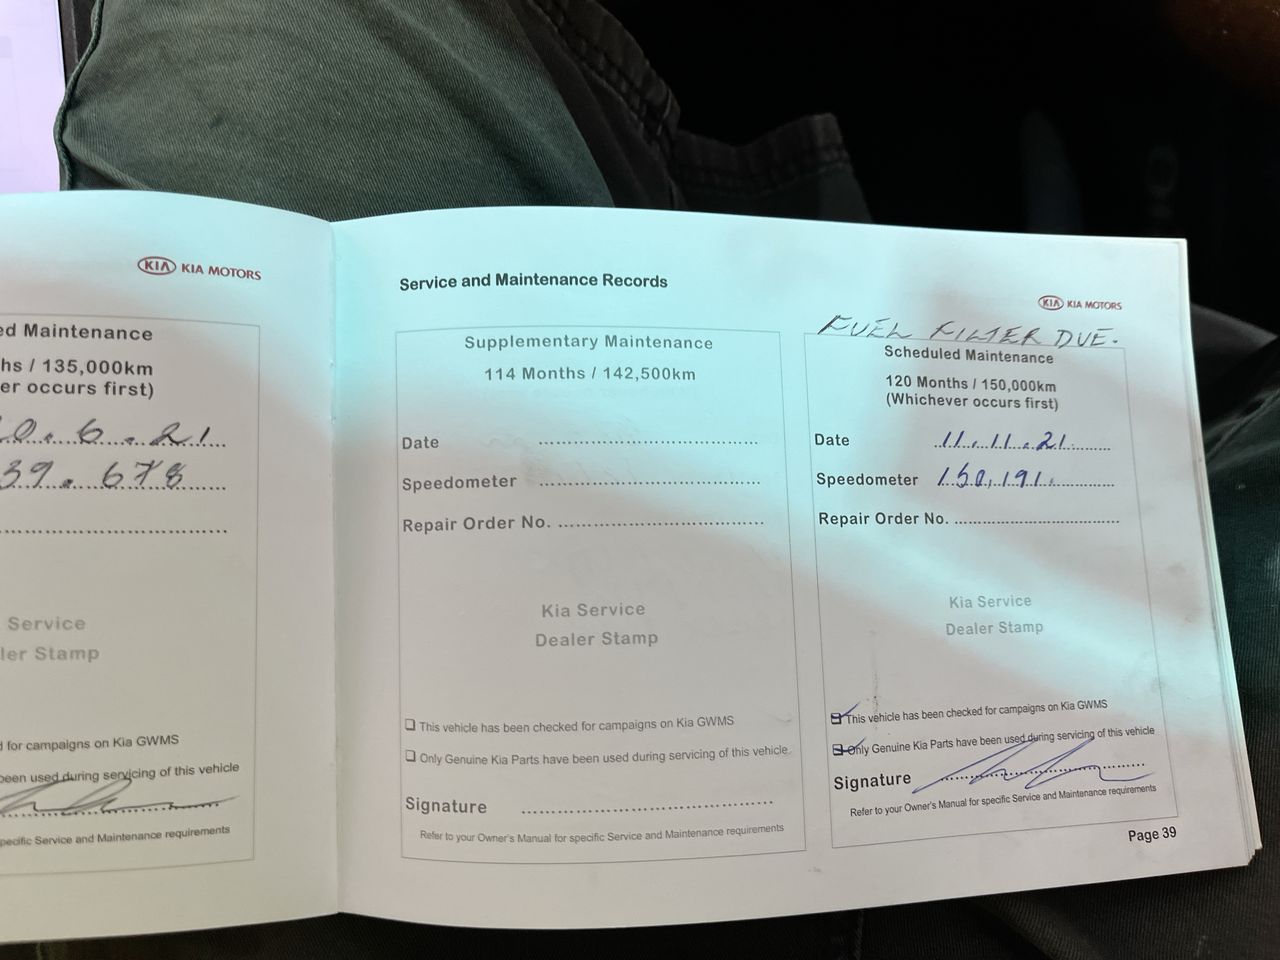 KIA KIA MOTORS
ed Maintenance
hs / 135,000km
er occurs first)
0.6.21
39.678
Service
ler Stamp
for campaigns on Kia GWMS
een used during servicing of this vehicle
pecific Service and Maintenance requirements
Service and Maintenance Records
Supplementary Maintenance
114 Months / 142,500km
Date
Speedometer
Repair Order No.
Kia Service
Dealer Stamp
This vehicle has been checked for campaigns on Kia GWMS
Only Genuine Kia Parts have been used during servicing of this vehicle
Signature
Refer to your Owner's Manual for specific Service and Maintenance requirements
KIA KIA MOTORS
FUEL FILTER DUE.
Scheduled Maintenance
120 Months / 150,000km
(Whichever occurs first)
Date 11.11.21
Speedometer 150,191
Repair Order No.
Kia Service
Dealer Stamp
This vehicle has been checked for campaigns on Kia GWMS
Only Genuine Kia Parts have been used during servicing of this vehicle
Signature
Refer to your Owner's Manual for specific Service and Maintenance requirements
Page 39